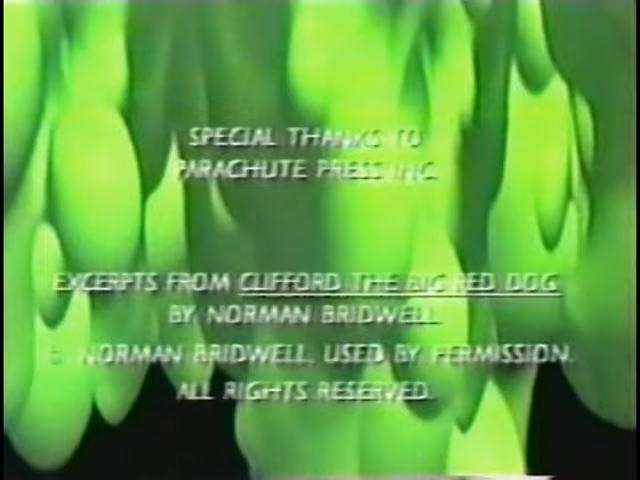 SPECIAL THANKS TO
PARACHUTE PRESS INC.
EXCERPTS FROM CLIFFORD THE BIG RED DOG
BY NORMAN BRIDWELL.
© NORMAN BRIDWELL. USED BY PERMISSION.
ALL RIGHTS RESERVED.